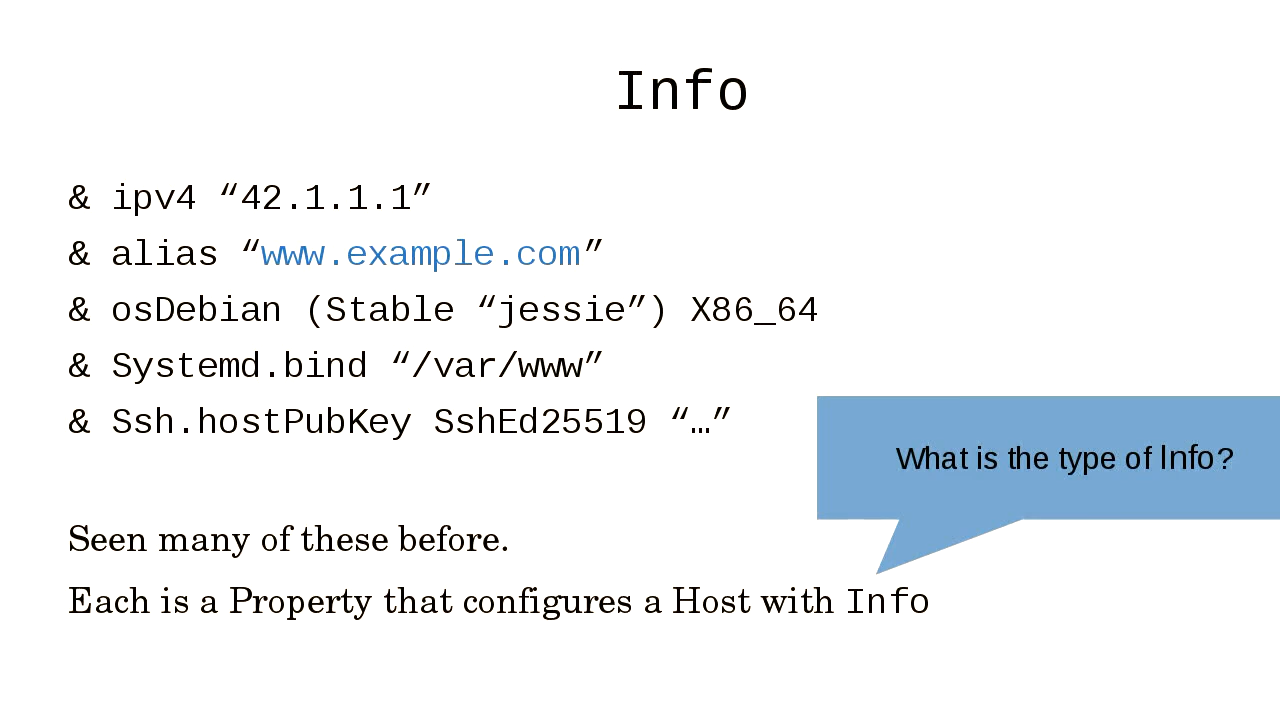 Info
& ipv4 “42.1.1.1”
& alias “www.example.com”
& osDebian (Stable “jessie”) X86_64
& Systemd.bind “/var/www”
& Ssh.hostPubKey SshEd25519 “…”
What is the type of Info?
Seen many of these before.
Each is a Property that configures a Host with Info